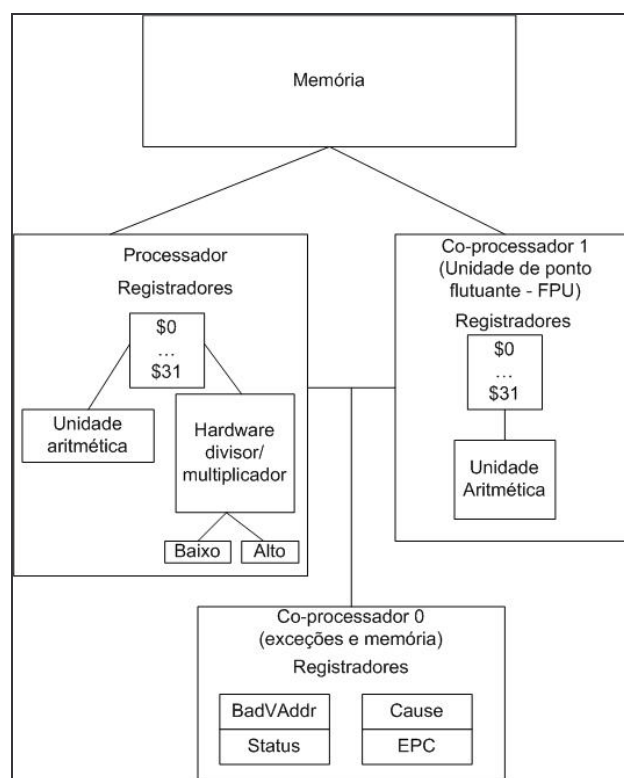 Memória
Processador
Registradores
$0
...
$31
Unidade
aritmética
Hardware
divisor/
multiplicador
Baixo
Alto
Co-processador 1
(Unidade de ponto
flutuante - FPU)
Registradores
$0
...
$31
Unidade
Aritmética
Co-processador 0
(exceções e memória)
Registradores
BadVAddr
Status
Cause
EPC